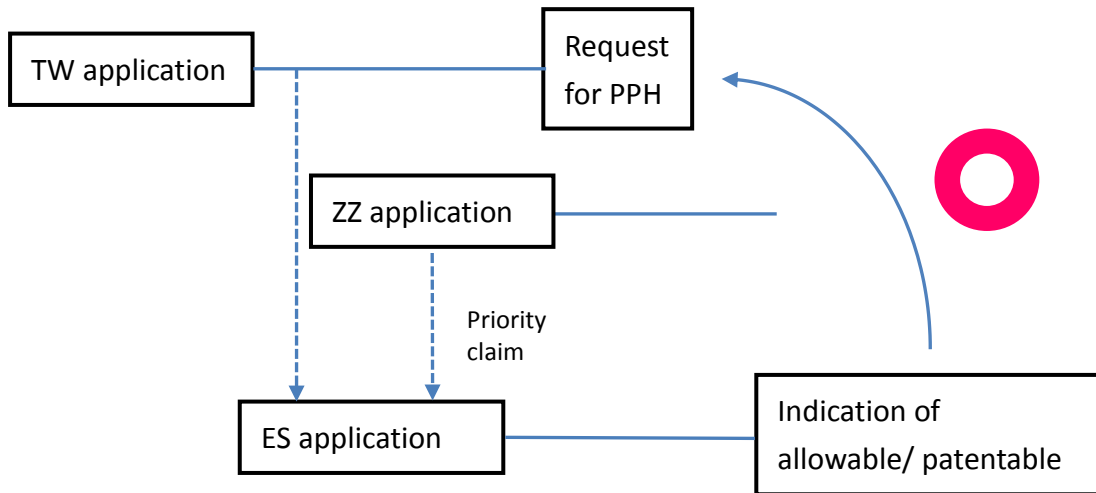 TW application
Request
for PPH
ZZ application
Priority
claim
ES application
Indication of
allowable/ patentable